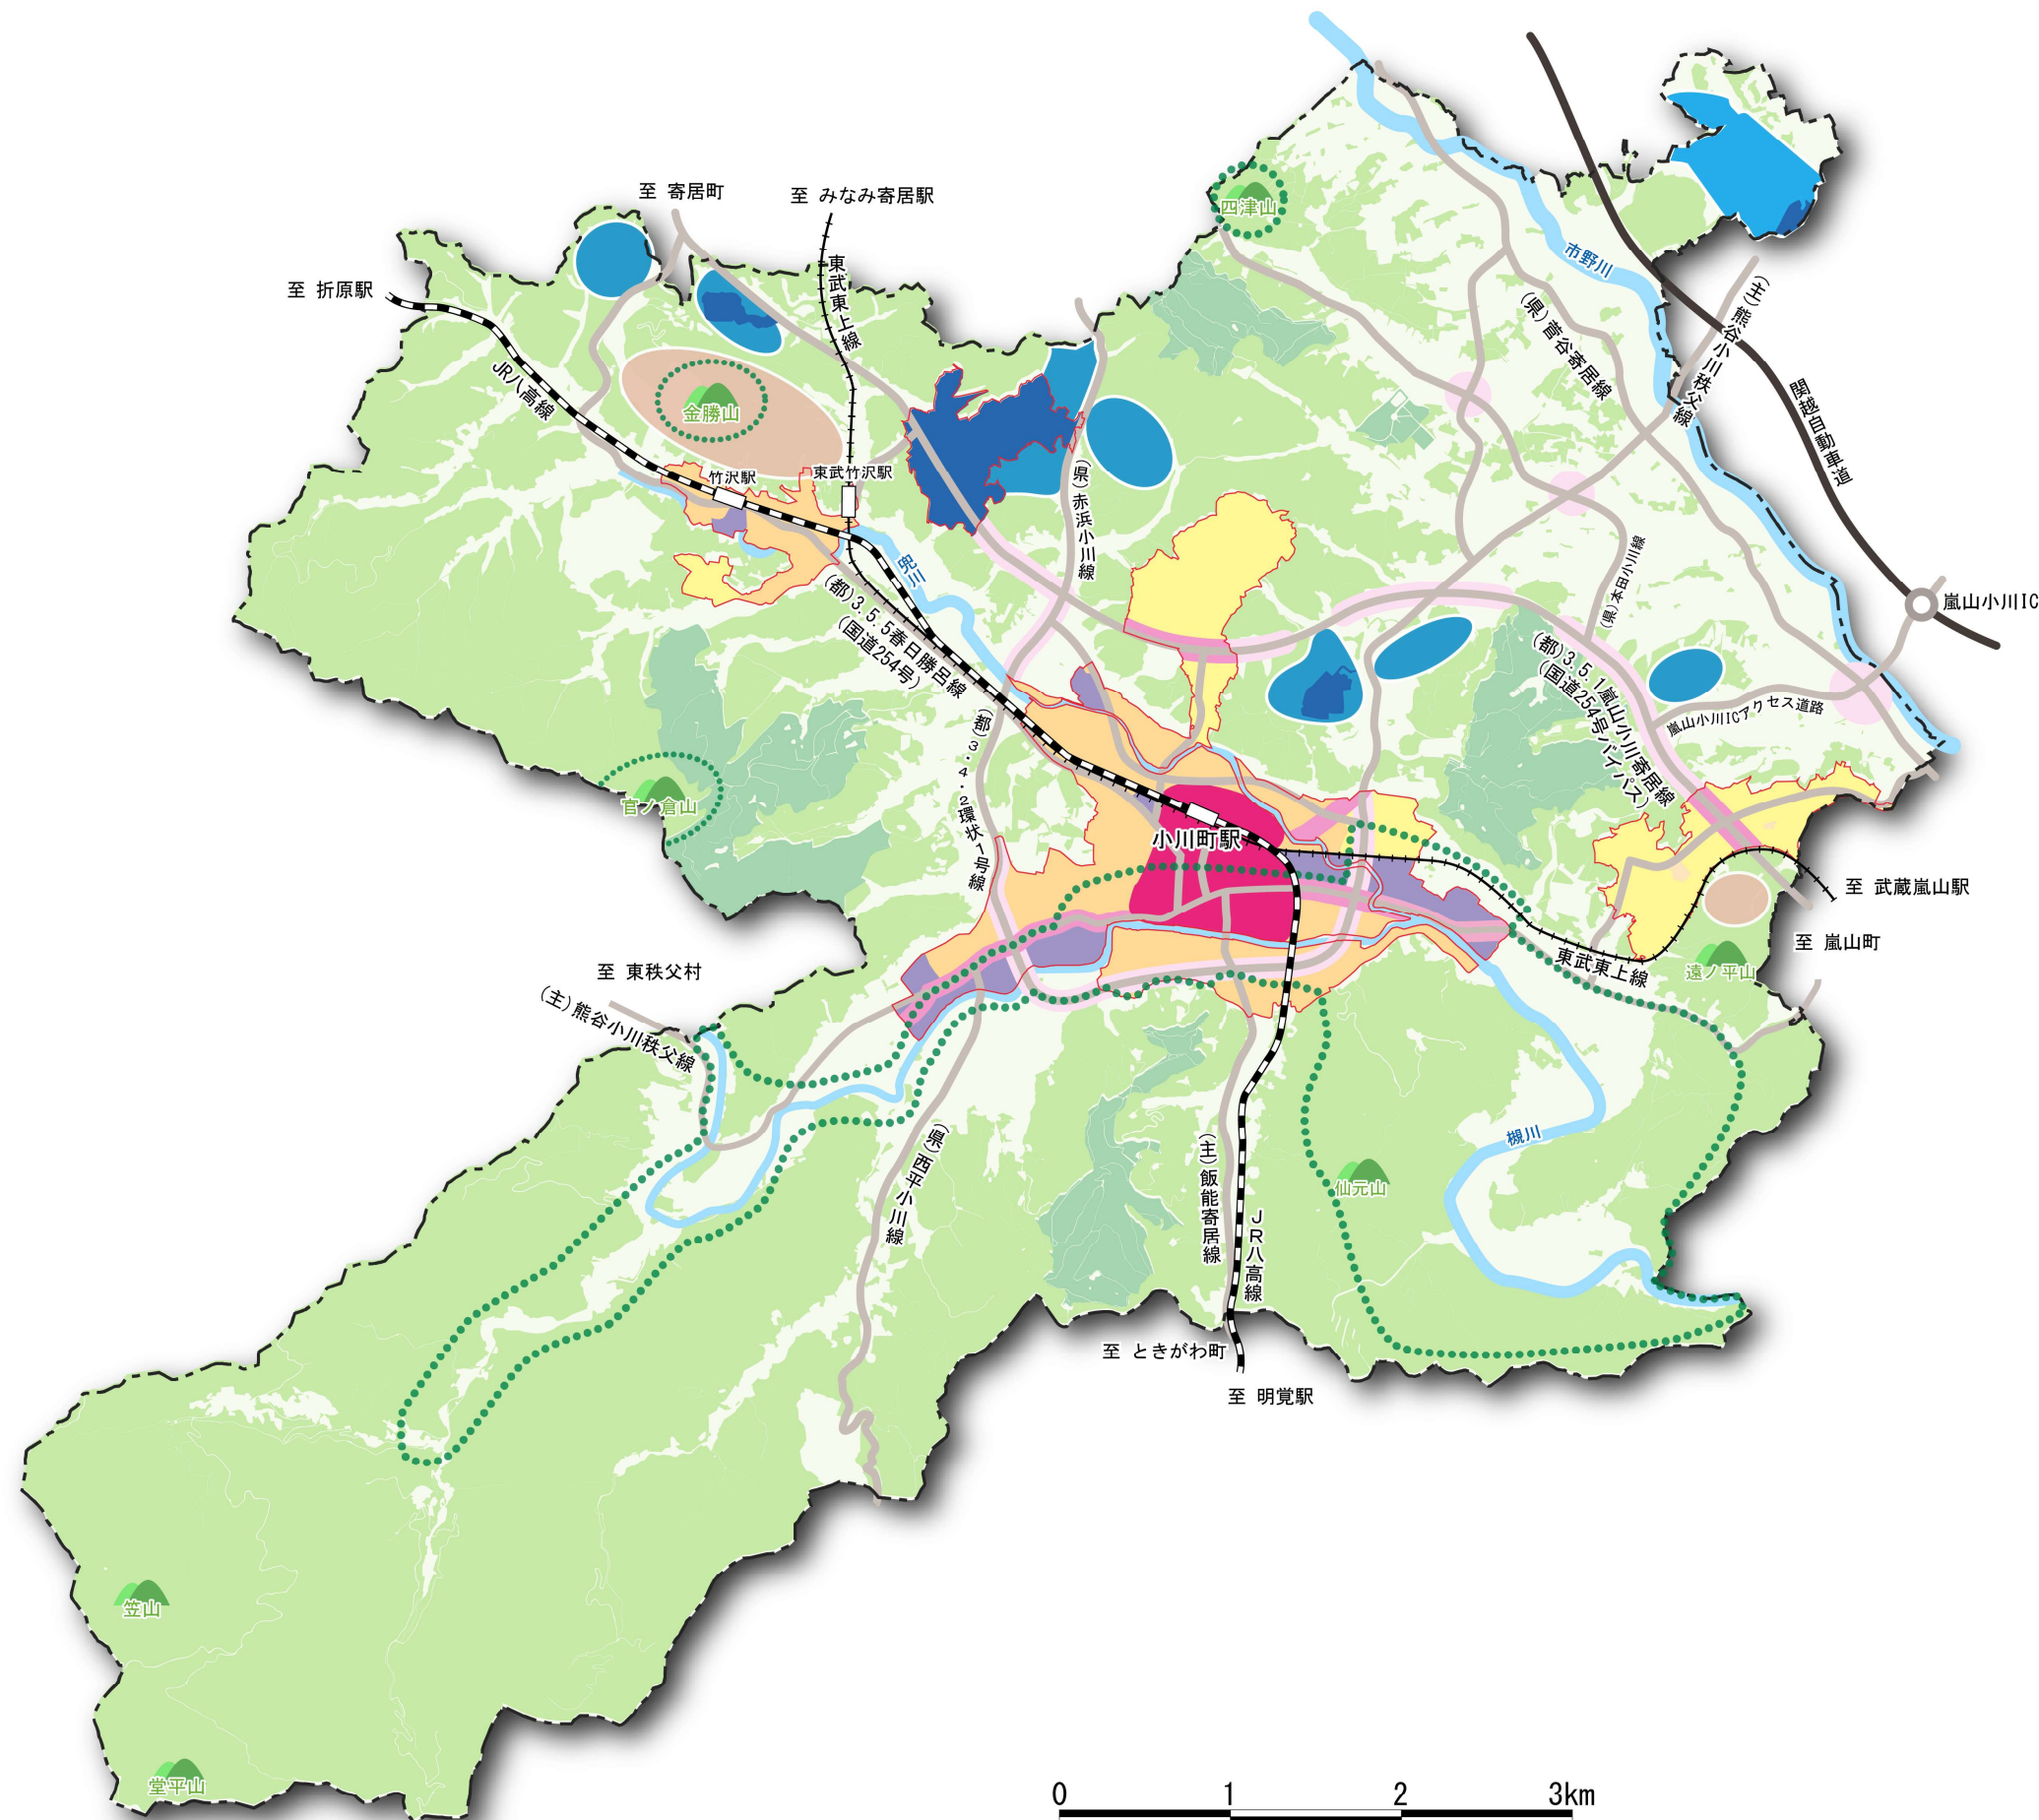 至 寄居町
至 みなみ寄居駅
四津山
市野川
至 折原駅
東武東上線
(主)熊谷小川秩父線
(県)菅谷寄居線
JR八高線
金勝山
関越自動車道
竹沢駅
東武竹沢駅
(県)赤浜小川線
兜川
(県)本田小川線
嵐山小川IC
(都)3.5.5春日勝呂線
(国道254号)
(都)3.5.1嵐山小川寄居線
(国道254号バイパス)
嵐山小川ICアクセス道路
(都)3.4.2環状1号線
官ノ倉山
小川町駅
至 武蔵嵐山駅
至 嵐山町
東武東上線
遠ノ平山
至 東秩父村
(主)熊谷小川秩父線
槻川
(県)西平小川線
(主)飯能寄居線
JR八高線
仙元山
至 ときがわ町
至 明覚駅
笠山
堂平山
0 1 2 3km